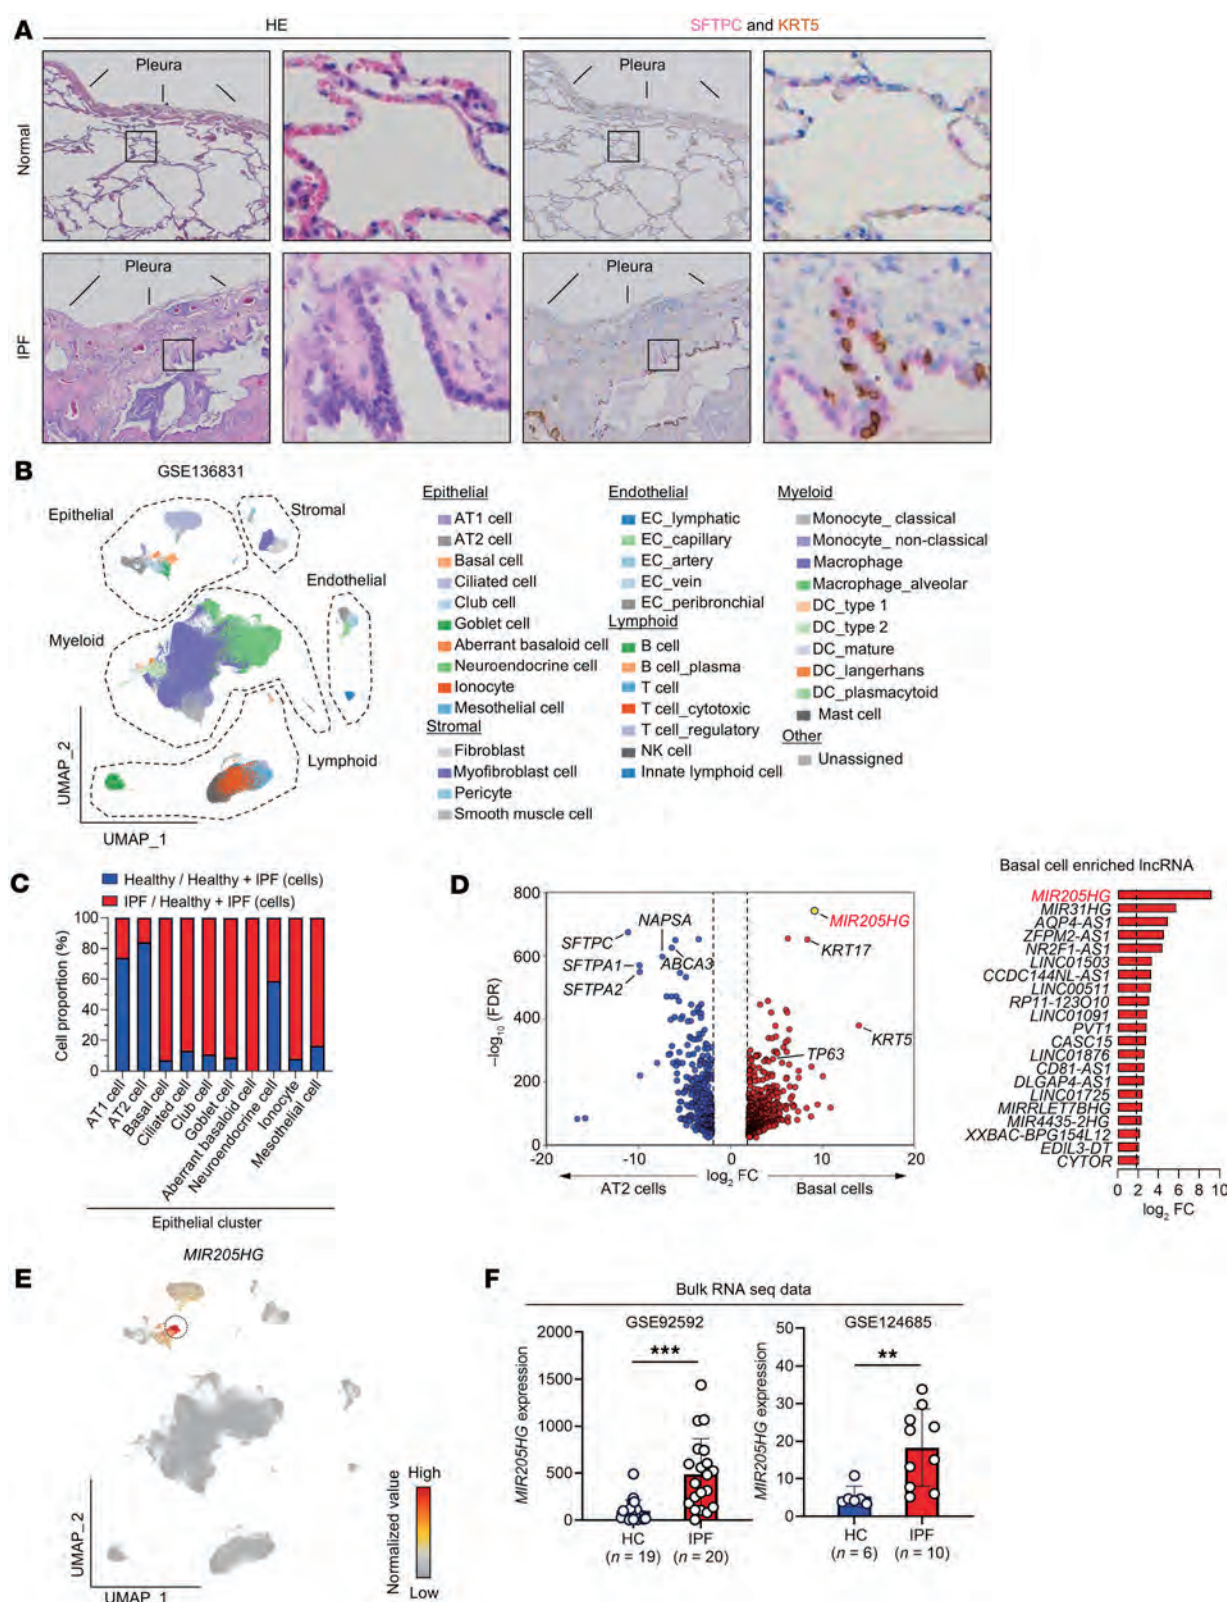 A
HE
SFTPC and KRT5
Normal
Pleura
Pleura
IPF
Pleura
Pleura
B
GSE136831
Epithelial
Stromal
Endothelial
Myeloid
Lymphoid
UMAP_2
UMAP_1
Epithelial
AT1 cell
AT2 cell
Basal cell
Ciliated cell
Club cell
Goblet cell
Aberrant basaloid cell
Neuroendocrine cell
Ionocyte
Mesothelial cell
Stromal
Fibroblast
Myofibroblast cell
Pericyte
Smooth muscle cell
Endothelial
EC_lymphatic
EC_capillary
EC_artery
EC_vein
EC_peribronchial
Lymphoid
B cell
B cell_plasma
T cell
T cell_cytotoxic
T cell_regulatory
NK cell
Innate lymphoid cell
Myeloid
Monocyte_ classical
Monocyte_ non-classical
Macrophage
Macrophage_alveolar
DC_type 1
DC_type 2
DC_mature
DC_langerhans
DC_plasmacytoid
Mast cell
Other
Unassigned
C
Healthy / Healthy + IPF (cells)
IPF / Healthy + IPF (cells)
Cell proportion (%)
100
80
60
40
20
0
AT1 cell
AT2 cell
Basal cell
Ciliated cell
Club cell
Goblet cell
Aberrant basaloid cell
Neuroendocrine cell
Ionocyte
Mesothelial cell
Epithelial cluster
D
–log10 (FDR)
800
600
400
200
0
SFTPC
NAPSA
MIR205HG
SFTPA1
ABCA3
KRT17
SFTPA2
KRT5
TP63
-20
-10
0
10
20
AT2 cells
log2 FC
Basal cells
Basal cell enriched lncRNA
MIR205HG
MIR31HG
AQP4-AS1
ZFPM2-AS1
NR2F1-AS1
LINC01503
CCDC144NL-AS1
LINC00511
RP11-123O10
LINC01091
PVT1
CASC15
LINC01876
CD81-AS1
DLGAP4-AS1
LINC01725
MIRRLET7BHG
MIR4435-2HG
XXBAC-BPG154L12
EDIL3-DT
CYTOR
0 2 4 6 8 10
log2 FC
E
MIR205HG
UMAP_2
UMAP_1
High
Normalized value
Low
F
Bulk RNA seq data
GSE92592
MIR205HG expression
2000
1500
1000
500
0
***
HC
(n = 19)
IPF
(n = 20)
GSE124685
MIR205HG expression
50
40
30
20
10
0
**
HC
(n = 6)
IPF
(n = 10)